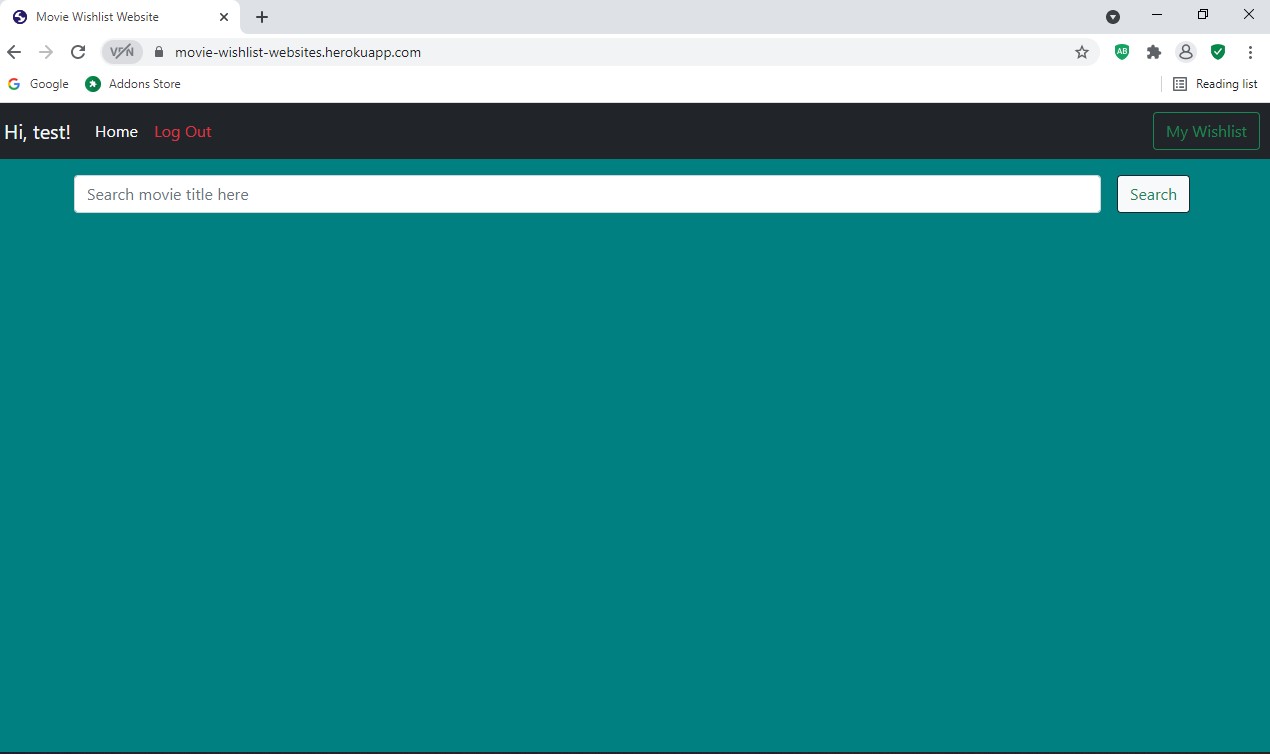 Movie Wishlist Website
VPN
movie-wishlist-websites.herokuapp.com
AB
Google
Addons Store
Reading list
Hi, test!
Home
Log Out
My Wishlist
Search movie title here
Search